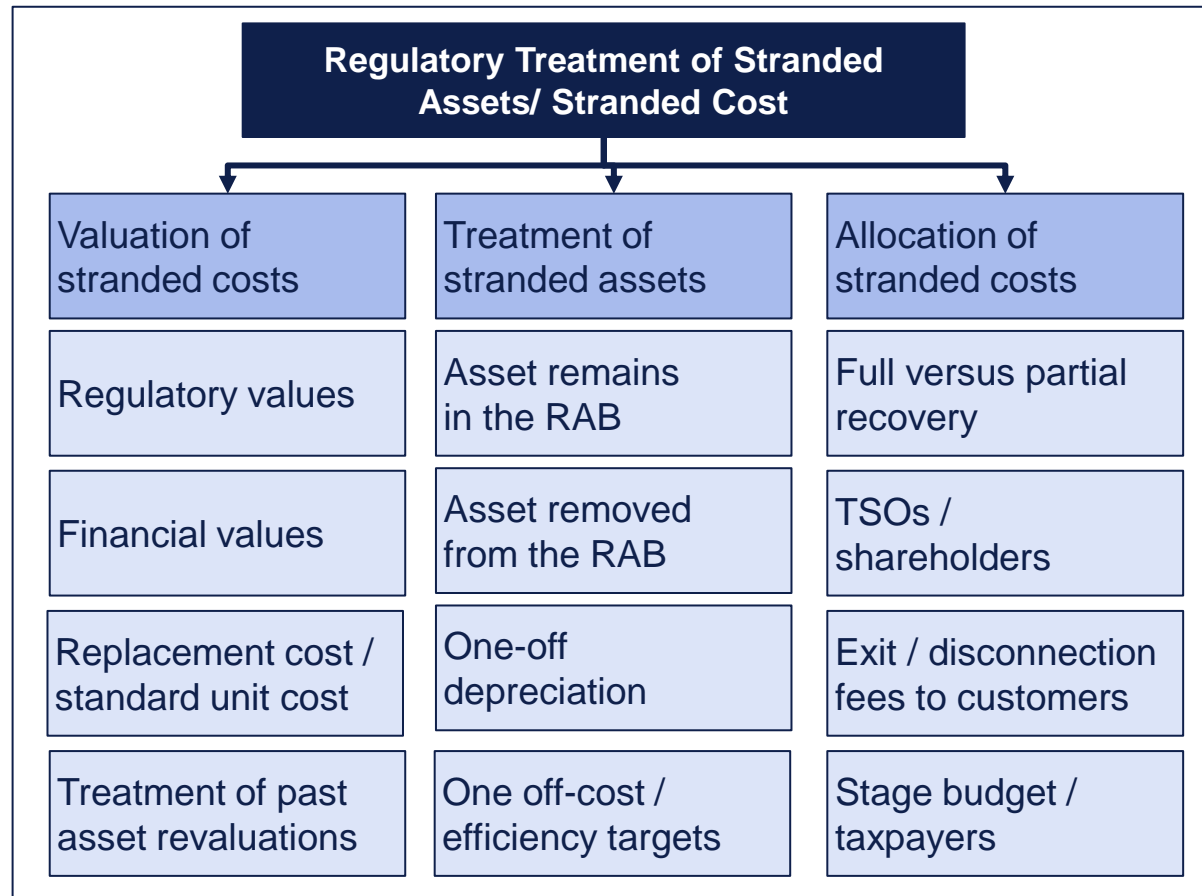 Regulatory Treatment of Stranded
Assets/ Stranded Cost
Valuation of
stranded costs
Regulatory values
Financial values
Replacement cost /
standard unit cost
Treatment of past
asset revaluations
Treatment of
stranded assets
Asset remains
in the RAB
Asset removed
from the RAB
One-off
depreciation
One off-cost /
efficiency targets
Allocation of
stranded costs
Full versus partial
recovery
TSOs /
shareholders
Exit / disconnection
fees to customers
Stage budget /
taxpayers